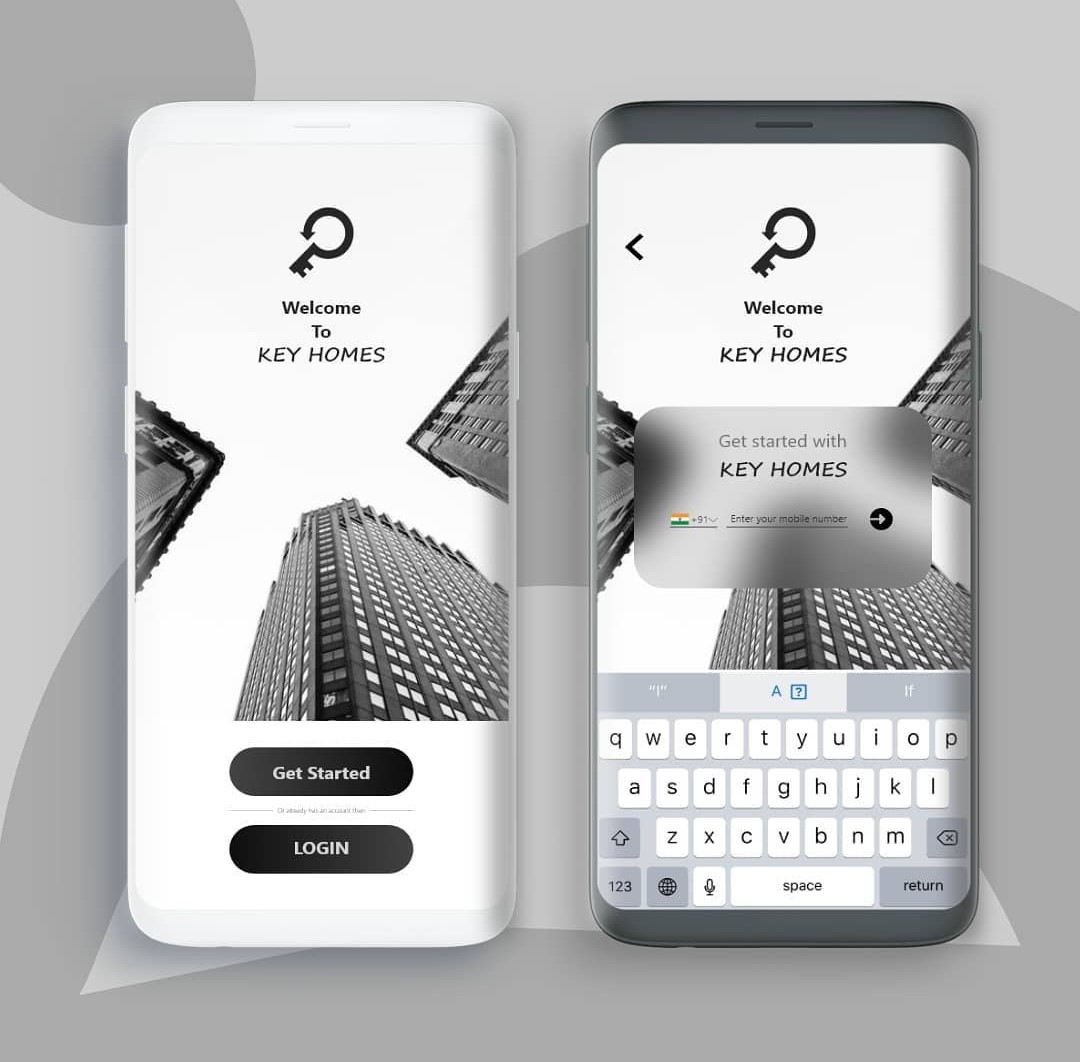 Welcome
To
KEY HOMES
Get Started
Or already has an account then
LOGIN
Welcome
To
KEY HOMES
Get started with
KEY HOMES
+91
Enter your mobile number
"I"
A ?
If
q w e r t y u i o p
a s d f g h j k l
z x c v b n m
123
space
return